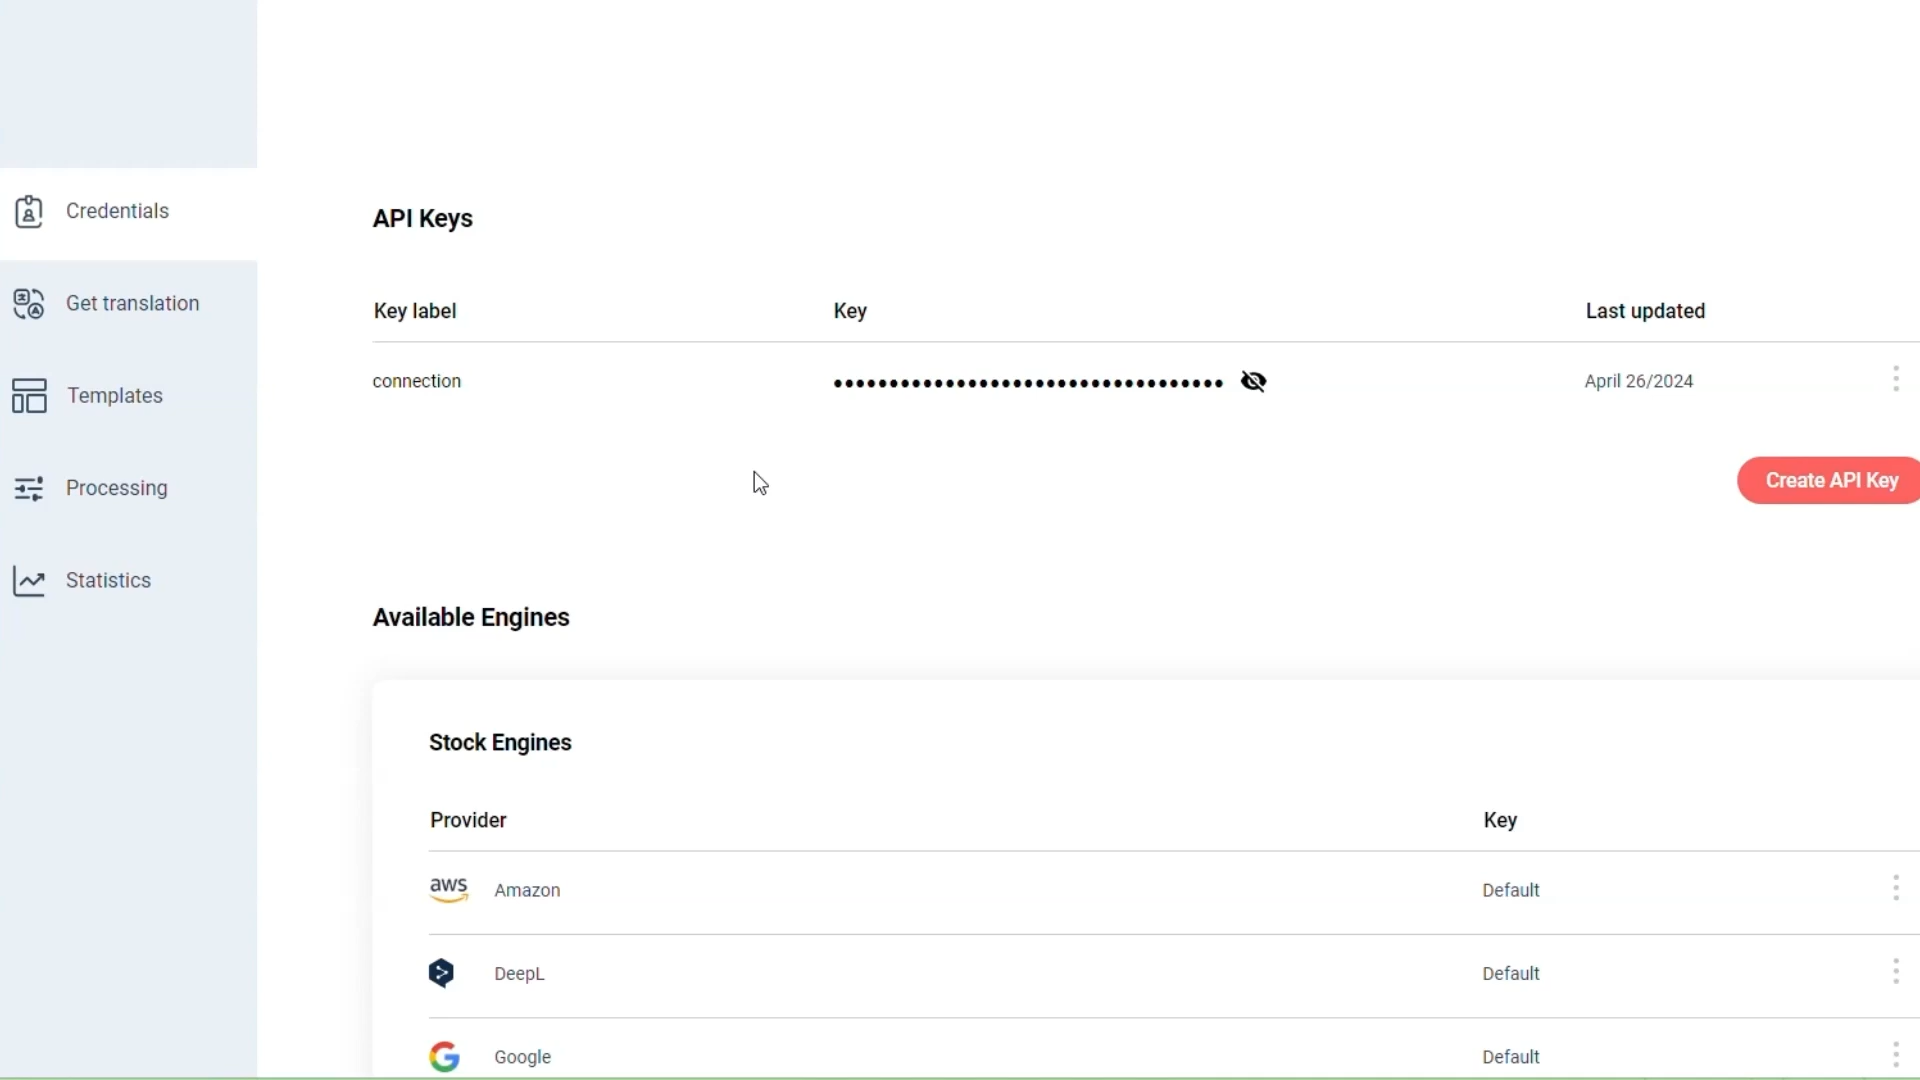 Credentials
Get translation
Templates
Processing
Statistics
API Keys
Key label Key Last updated
connection ••••••••••••••••••••••••••••••••••• April 26/2024
Create API Key
Available Engines
Stock Engines
Provider Key
aws Amazon Default
DeepL Default
Google Default